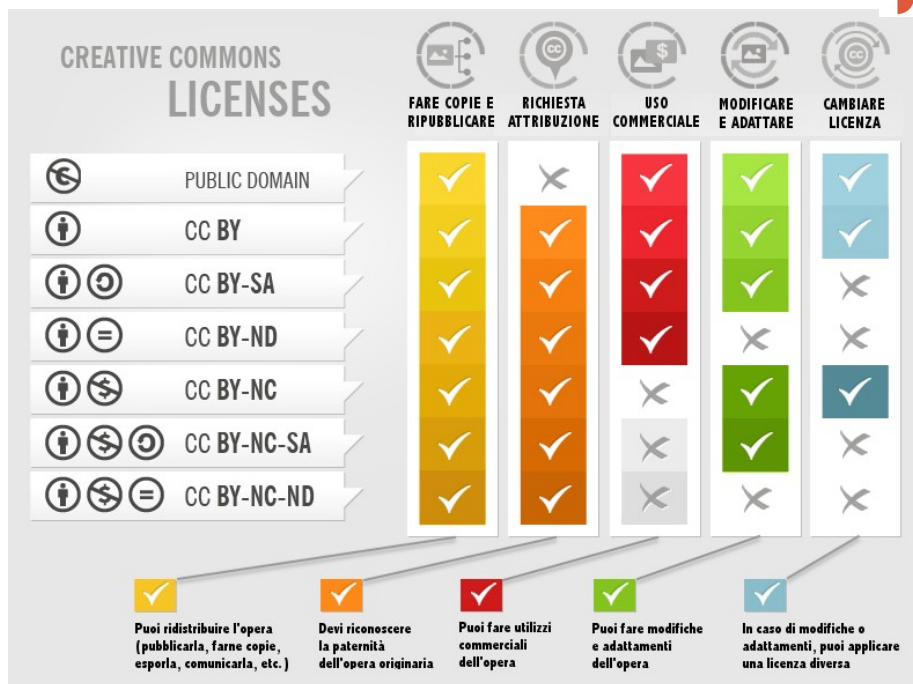 CREATIVE COMMONS
LICENSES
FARE COPIE E
RIPUBBLICARE
RICHIESTA
ATTRIBUZIONE
USO
COMMERCIALE
MODIFICARE
E ADATTARE
CAMBIARE
LICENZA
PUBLIC DOMAIN
CC BY
CC BY-SA
CC BY-ND
CC BY-NC
CC BY-NC-SA
CC BY-NC-ND
Puoi ridistribuire l'opera
(pubblicarla, farne copie,
esporla, comunicarla, etc.)
Devi riconoscere
la paternità
dell'opera originaria
Puoi fare utilizzi
commerciali
dell'opera
Puoi fare modifiche
e adattamenti
dell'opera
In caso di modifiche o
adattamenti, puoi applicare
una licenza diversa